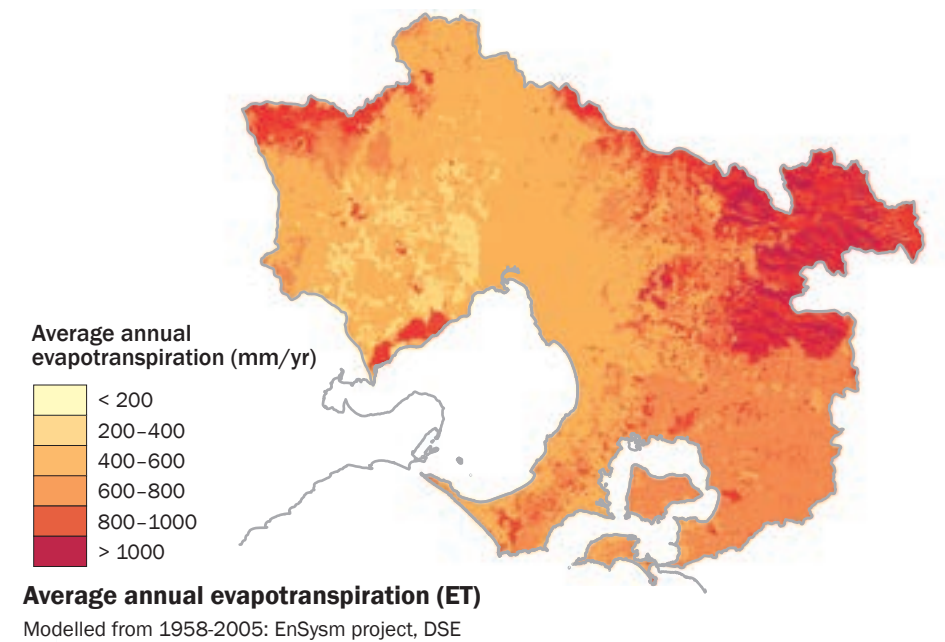 Average annual
evapotranspiration (mm/yr)
< 200
200–400
400–600
600–800
800–1000
> 1000
Average annual evapotranspiration (ET)
Modelled from 1958-2005: EnSysm project, DSE